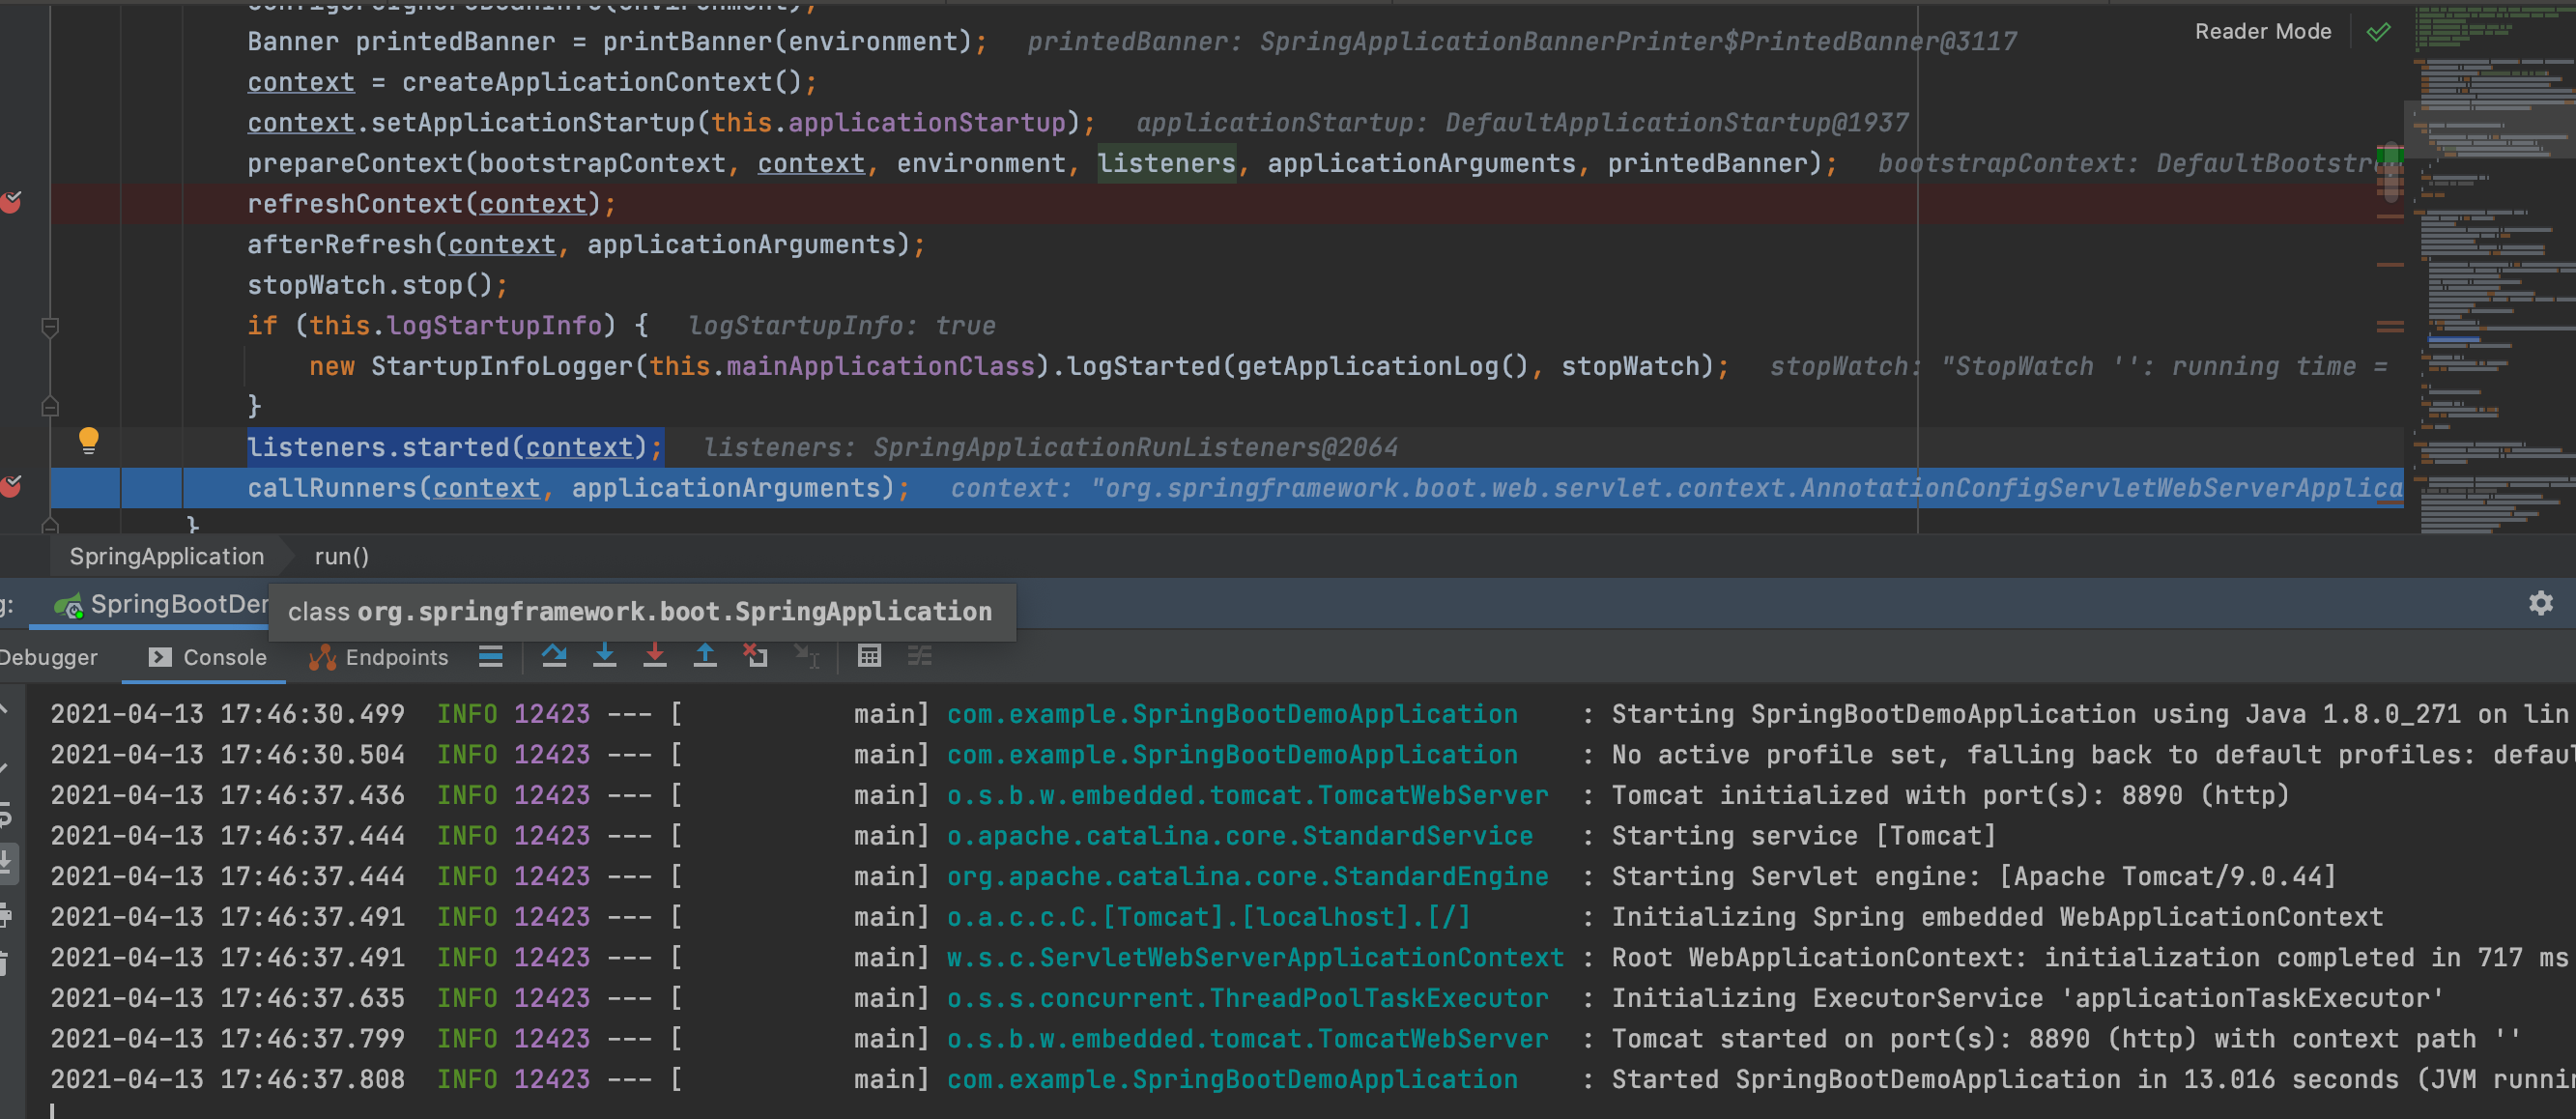 configureIgnoreBeanInfo(environment);
Banner printedBanner = printBanner(environment); printedBanner: SpringApplicationBannerPrinter$PrintedBanner@3117
Reader Mode
context = createApplicationContext();
context.setApplicationStartup(this.applicationStartup); applicationStartup: DefaultApplicationStartup@1937
prepareContext(bootstrapContext, context, environment, listeners, applicationArguments, printedBanner); bootstrapContext: DefaultBootstr
refreshContext(context);
afterRefresh(context, applicationArguments);
stopWatch.stop();
if (this.logStartupInfo) { logStartupInfo: true
new StartupInfoLogger(this.mainApplicationClass).logStarted(getApplicationLog(), stopWatch); stopWatch: "StopWatch '': running time =
}
listeners.started(context); listeners: SpringApplicationRunListeners@2064
callRunners(context, applicationArguments); context: "org.springframework.boot.web.servlet.context.AnnotationConfigServletWebServerApplica
}
SpringApplication run()
g: SpringBootDer
class org.springframework.boot.SpringApplication
Debugger Console Endpoints
2021-04-13 17:46:30.499 INFO 12423 --- [ main] com.example.SpringBootDemoApplication : Starting SpringBootDemoApplication using Java 1.8.0_271 on lin
2021-04-13 17:46:30.504 INFO 12423 --- [ main] com.example.SpringBootDemoApplication : No active profile set, falling back to default profiles: defau
2021-04-13 17:46:37.436 INFO 12423 --- [ main] o.s.b.w.embedded.tomcat.TomcatWebServer : Tomcat initialized with port(s): 8890 (http)
2021-04-13 17:46:37.444 INFO 12423 --- [ main] o.apache.catalina.core.StandardService : Starting service [Tomcat]
2021-04-13 17:46:37.444 INFO 12423 --- [ main] org.apache.catalina.core.StandardEngine : Starting Servlet engine: [Apache Tomcat/9.0.44]
2021-04-13 17:46:37.491 INFO 12423 --- [ main] o.a.c.c.C.[Tomcat].[localhost].[/] : Initializing Spring embedded WebApplicationContext
2021-04-13 17:46:37.491 INFO 12423 --- [ main] w.s.c.ServletWebServerApplicationContext : Root WebApplicationContext: initialization completed in 717 ms
2021-04-13 17:46:37.635 INFO 12423 --- [ main] o.s.s.concurrent.ThreadPoolTaskExecutor : Initializing ExecutorService 'applicationTaskExecutor'
2021-04-13 17:46:37.799 INFO 12423 --- [ main] o.s.b.w.embedded.tomcat.TomcatWebServer : Tomcat started on port(s): 8890 (http) with context path ''
2021-04-13 17:46:37.808 INFO 12423 --- [ main] com.example.SpringBootDemoApplication : Started SpringBootDemoApplication in 13.016 seconds (JVM runnin